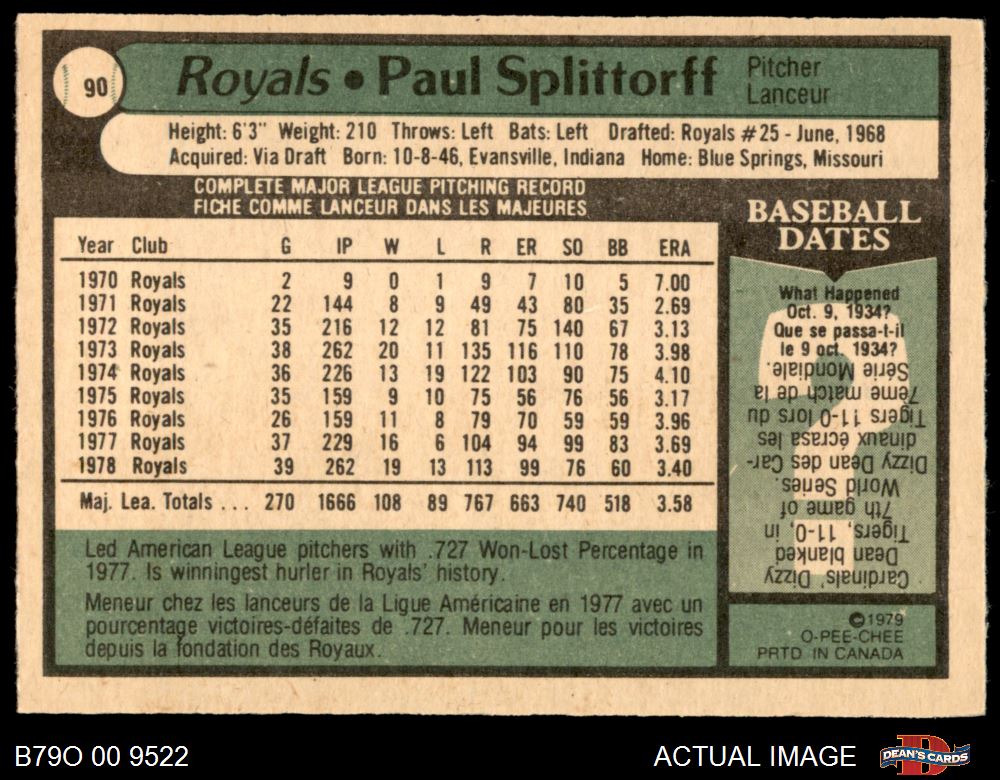 90
Royals • Paul Splittorff
Pitcher
Lanceur
Height: 6'3" Weight: 210 Throws: Left Bats: Left Drafted: Royals #25 - June, 1968
Acquired: Via Draft Born: 10-8-46, Evansville, Indiana Home: Blue Springs, Missouri
COMPLETE MAJOR LEAGUE PITCHING RECORD
FICHE COMME LANCEUR DANS LES MAJEURES
Year Club G IP W L R ER SO BB ERA
1970 Royals 2 9 0 1 9 7 10 5 7.00
1971 Royals 22 144 8 9 49 43 80 35 2.69
1972 Royals 35 216 12 12 81 75 140 67 3.13
1973 Royals 38 262 20 11 135 116 110 78 3.98
1974 Royals 36 226 13 19 122 103 90 75 4.10
1975 Royals 35 159 9 10 75 56 76 56 3.17
1976 Royals 26 159 11 8 79 70 59 59 3.96
1977 Royals 37 229 16 6 104 94 99 83 3.69
1978 Royals 39 262 19 13 113 99 76 60 3.40
Maj. Lea. Totals ... 270 1666 108 89 767 663 740 518 3.58
Led American League pitchers with .727 Won-Lost Percentage in
1977. Is winningest hurler in Royals' history.
Meneur chez les lanceurs de la Ligue Américaine en 1977 avec un
pourcentage victoires-défaites de .727. Meneur pour les victoires
depuis la fondation des Royaux.
BASEBALL
DATES
What Happened
Oct. 9, 1934?
Que se passa-t-il
le 9 oct. 1934?
Cardinals' Dizzy
Dean blanked
Tigers, 11-0, in
7th game of
World Series.
Dizzy Dean des Car-
dinaux écrasa les
Tigers 11-0 lors du
7ème match de la
Série Mondiale.
©1979
O-PEE-CHEE
PRTD IN CANADA
B79O 00 9522
ACTUAL IMAGE
DEAN'S CARDS